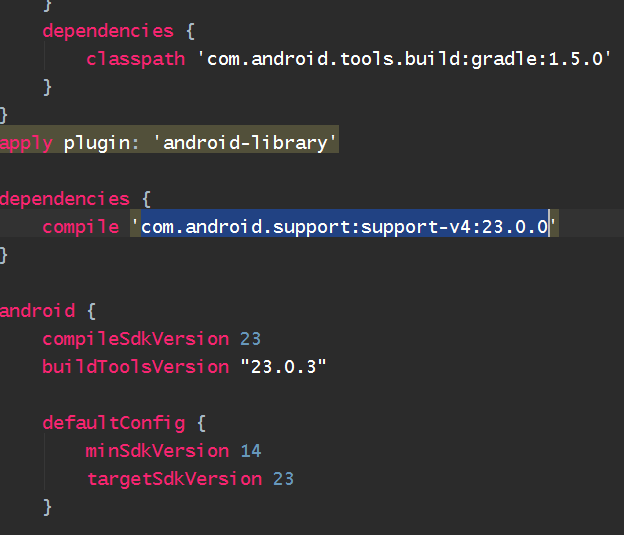 }
dependencies {
classpath 'com.android.tools.build:gradle:1.5.0'
}
}
apply plugin: 'android-library'
dependencies {
compile 'com.android.support:support-v4:23.0.0'
}
android {
compileSdkVersion 23
buildToolsVersion "23.0.3"
defaultConfig {
minSdkVersion 14
targetSdkVersion 23
}